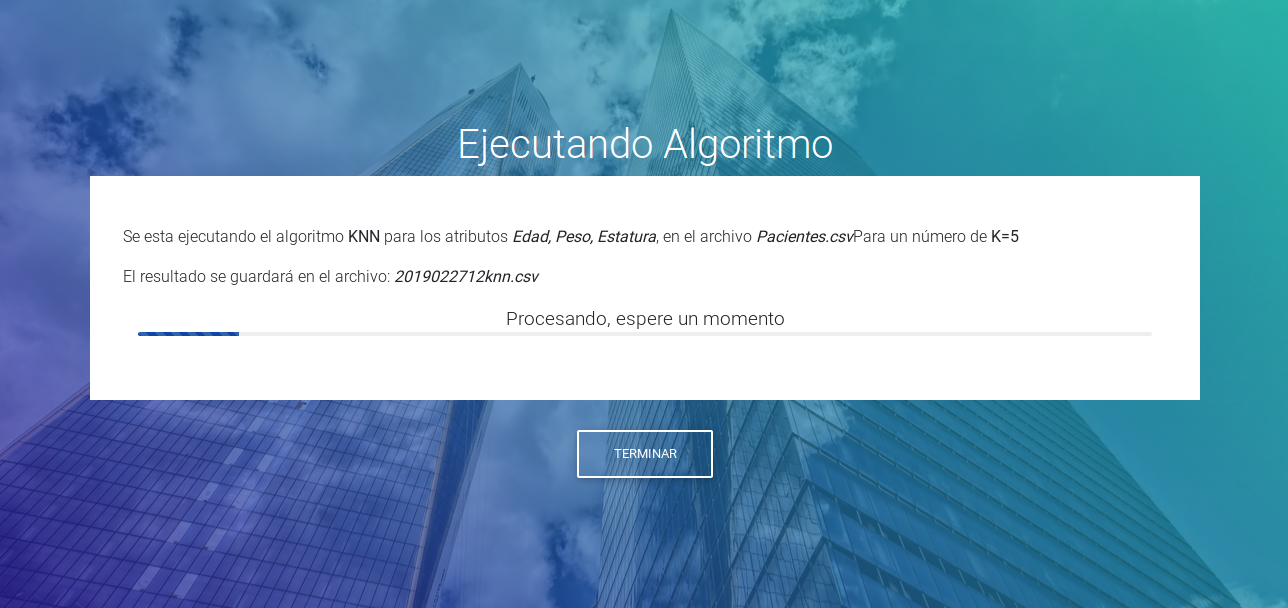 Ejecutando Algoritmo
Se esta ejecutando el algoritmo KNN para los atributos Edad, Peso, Estatura, en el archivo Pacientes.csvPara un número de K=5
El resultado se guardará en el archivo: 2019022712knn.csv
Procesando, espere un momento
TERMINAR